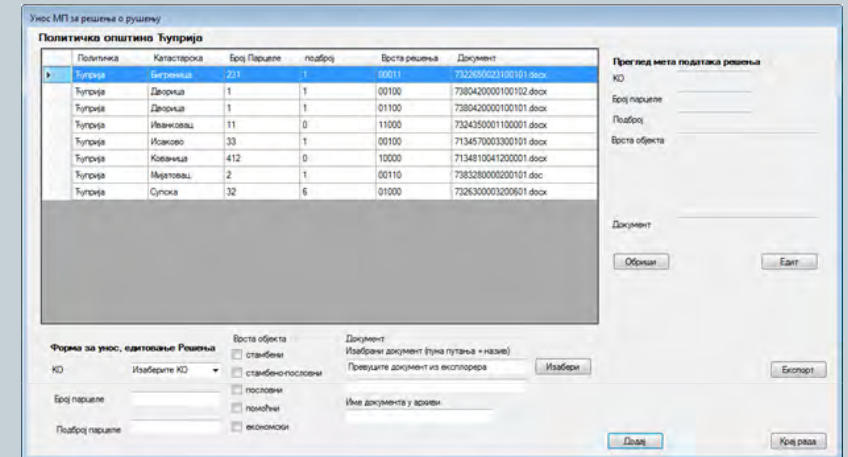 Унос МП за решења о рушењу
Политичка општина Ћуприја
Политичка Катастарска Број Парцеле подброј Врста решења Документ
Ћуприја Бигреница 231 1 00011 7322650023100101.docx
Ћуприја Дворица 1 1 00100 7380420000100102.docx
Ћуприја Дворица 1 1 01100 7380420000100101.docx
Ћуприја Иванковац 11 0 11000 7324350001100001.docx
Ћуприја Исаково 33 1 00100 7134570003300101.docx
Ћуприја Кованица 412 0 10000 7134810041200001.doc
Ћуприја Мијатовац 2 1 00110 7383280000200101.doc
Ћуприја Супска 32 6 01000 7326300003200601.docx
Преглед мета података решења
КО
Број парцеле
Подброј
Врста објекта
Документ
Обриши Едит
Форма за унос, едитовање Решења
КО Изаберите КО
Број парцеле
Подброј парцеле
Врста објекта
стамбени
стамбено-пословни
пословни
помоћни
економски
Документ
Изабрани документ (пуна путања + назив)
Превуците документ из експлорера Изабери
Име документа у архиви
Експорт
Додај Крај рада